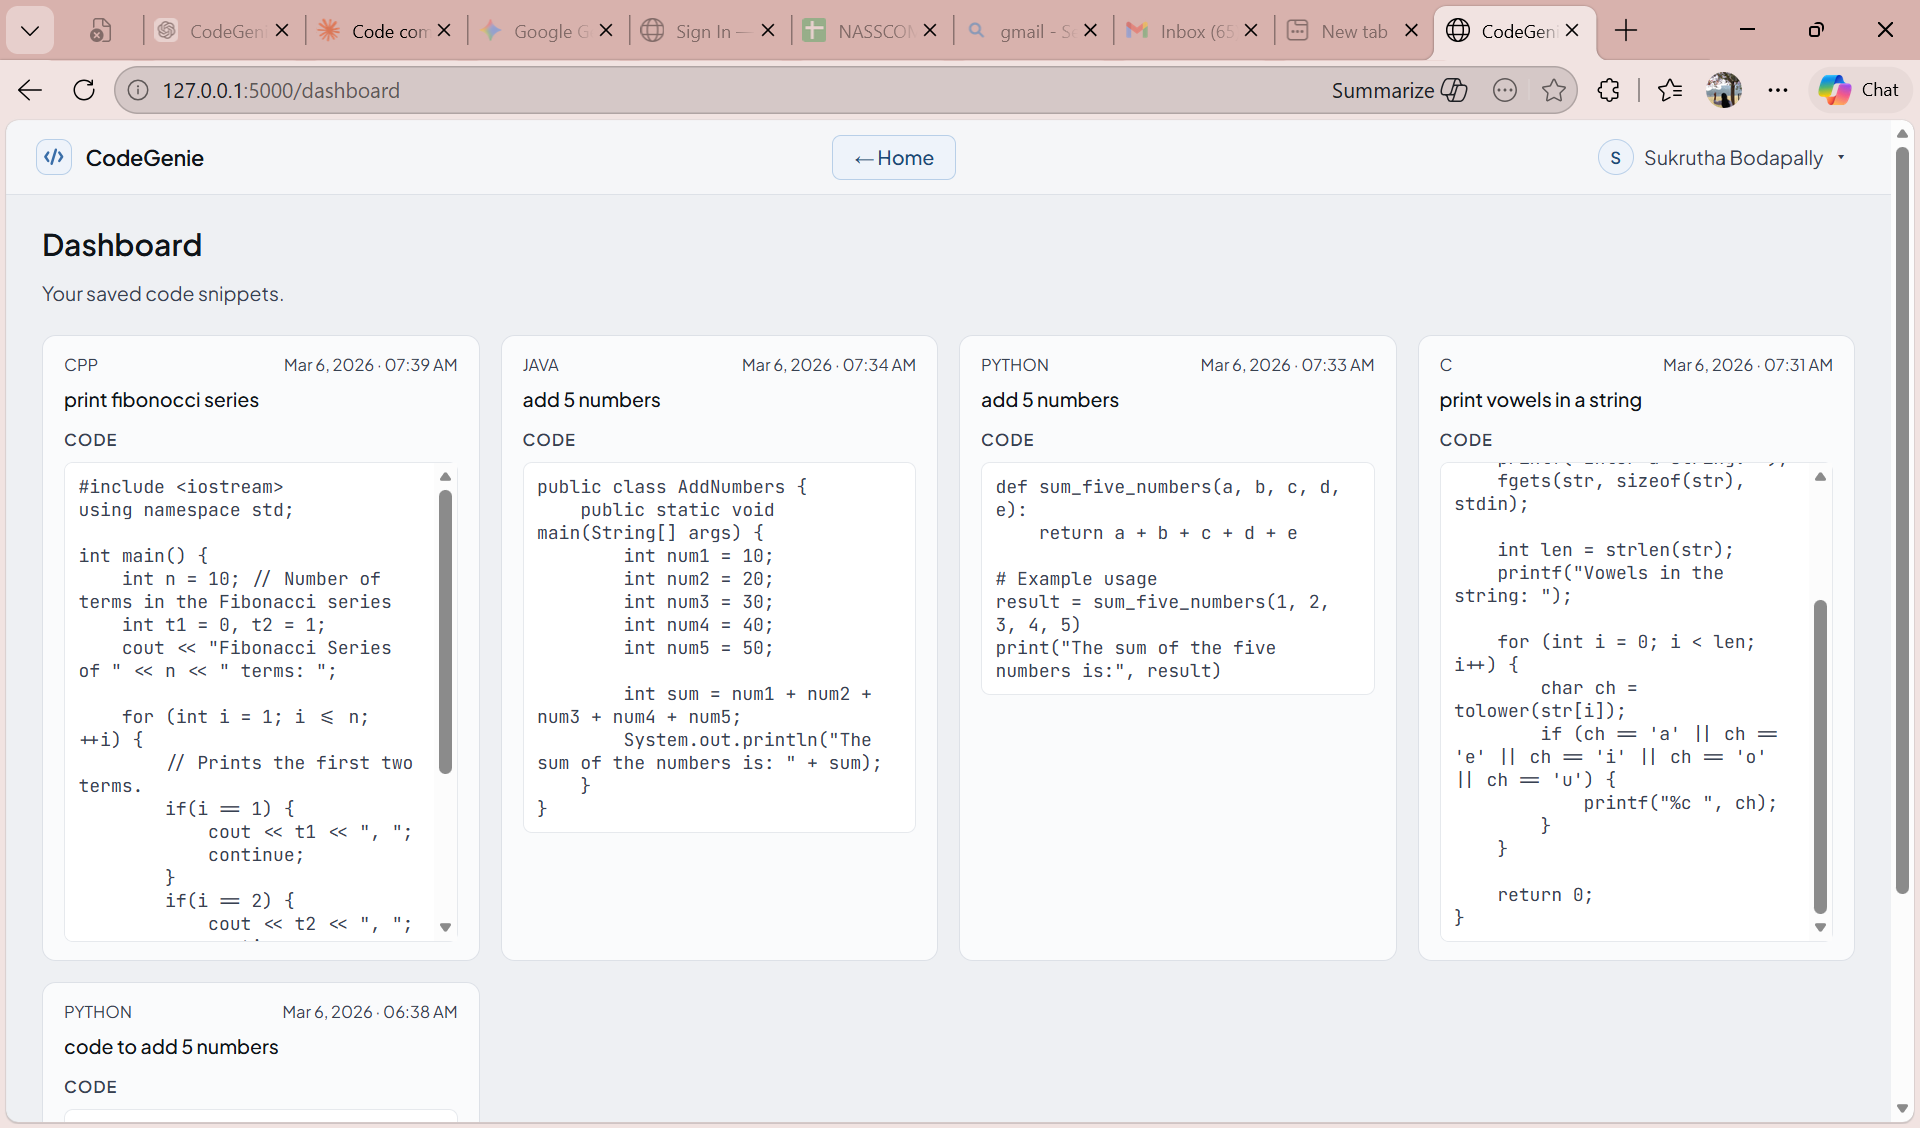 CodeGen
Code com
Google G
Sign In —
NASSCOM
gmail - Se
Inbox (65
New tab
CodeGeni
127.0.0.1:5000/dashboard
Summarize
Chat
</>
CodeGenie
←Home
S
Sukrutha Bodapally
Dashboard
Your saved code snippets.
CPP
Mar 6, 2026 · 07:39 AM
print fibonocci series
CODE
#include <iostream>
using namespace std;
int main() {
int n = 10; // Number of
terms in the Fibonacci series
int t1 = 0, t2 = 1;
cout << "Fibonacci Series
of " << n << " terms: ";
for (int i = 1; i <= n;
++i) {
// Prints the first two
terms.
if(i == 1) {
cout << t1 << ", ";
continue;
}
if(i == 2) {
cout << t2 << ", ";
JAVA
Mar 6, 2026 · 07:34 AM
add 5 numbers
CODE
public class AddNumbers {
public static void
main(String[] args) {
int num1 = 10;
int num2 = 20;
int num3 = 30;
int num4 = 40;
int num5 = 50;
int sum = num1 + num2 +
num3 + num4 + num5;
System.out.println("The
sum of the numbers is: " + sum);
}
}
PYTHON
Mar 6, 2026 · 07:33 AM
add 5 numbers
CODE
def sum_five_numbers(a, b, c, d,
e):
return a + b + c + d + e
# Example usage
result = sum_five_numbers(1, 2,
3, 4, 5)
print("The sum of the five
numbers is:", result)
C
Mar 6, 2026 · 07:31 AM
print vowels in a string
CODE
fgets(str, sizeof(str),
stdin);
int len = strlen(str);
printf("Vowels in the
string: ");
for (int i = 0; i < len;
i++) {
char ch =
tolower(str[i]);
if (ch == 'a' || ch ==
'e' || ch == 'i' || ch == 'o'
|| ch == 'u') {
printf("%c ", ch);
}
}
return 0;
}
PYTHON
Mar 6, 2026 · 06:38 AM
code to add 5 numbers
CODE